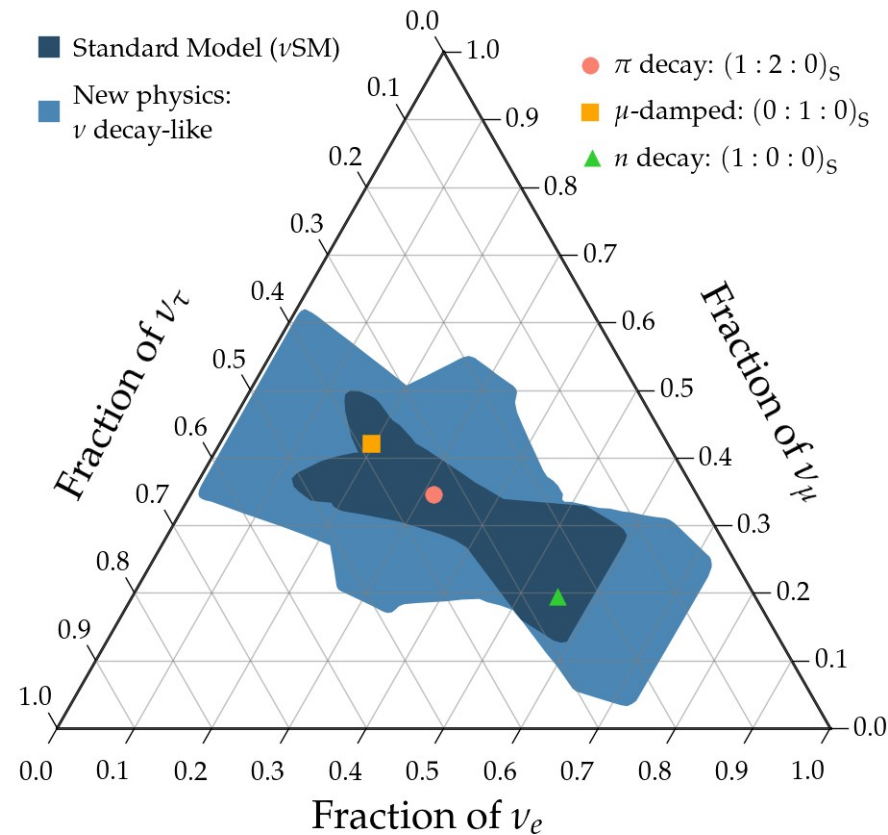 Standard Model (νSM)
New physics:
ν decay-like
π decay: (1 : 2 : 0)S
μ-damped: (0 : 1 : 0)S
n decay: (1 : 0 : 0)S
Fraction of ντ
0.0
0.1
0.2
0.3
0.4
0.5
0.6
0.7
0.8
0.9
1.0
Fraction of νμ
1.0
0.9
0.8
0.7
0.6
0.5
0.4
0.3
0.2
0.1
0.0
0.0 0.1 0.2 0.3 0.4 0.5 0.6 0.7 0.8 0.9 1.0
Fraction of νe